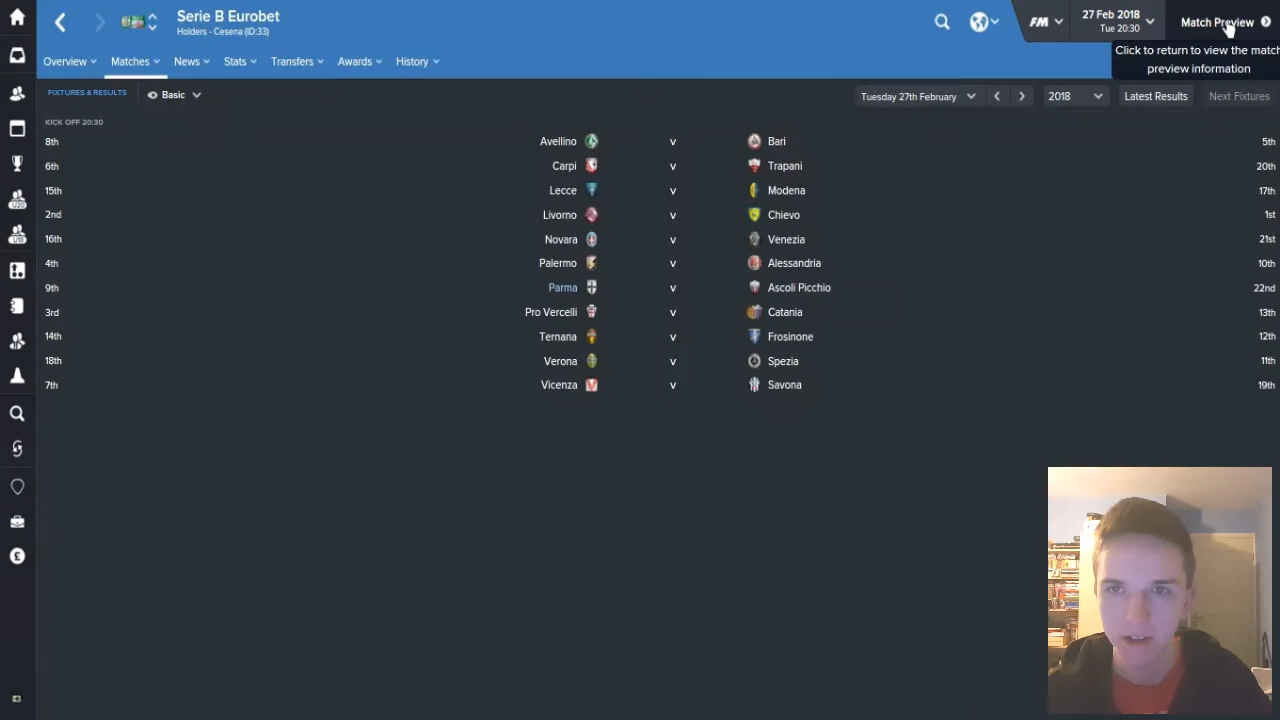 Serie B Eurobet
Holders - Cesena (ID:33)
FM
27 Feb 2018
Tue 20:30
Match Preview
Click to return to view the match
preview information
Overview Matches News Stats Transfers Awards History
FIXTURES & RESULTS Basic Tuesday 27th February 2018 Latest Results Next Fixtures
KICK OFF 20:30
8th Avellino v Bari 5th
6th Carpi v Trapani 20th
15th Lecce v Modena 17th
2nd Livorno v Chievo 1st
16th Novara v Venezia 21st
4th Palermo v Alessandria 10th
9th Parma v Ascoli Picchio 22nd
3rd Pro Vercelli v Catania 13th
14th Ternana v Frosinone 12th
18th Verona v Spezia 11th
7th Vicenza v Savona 19th